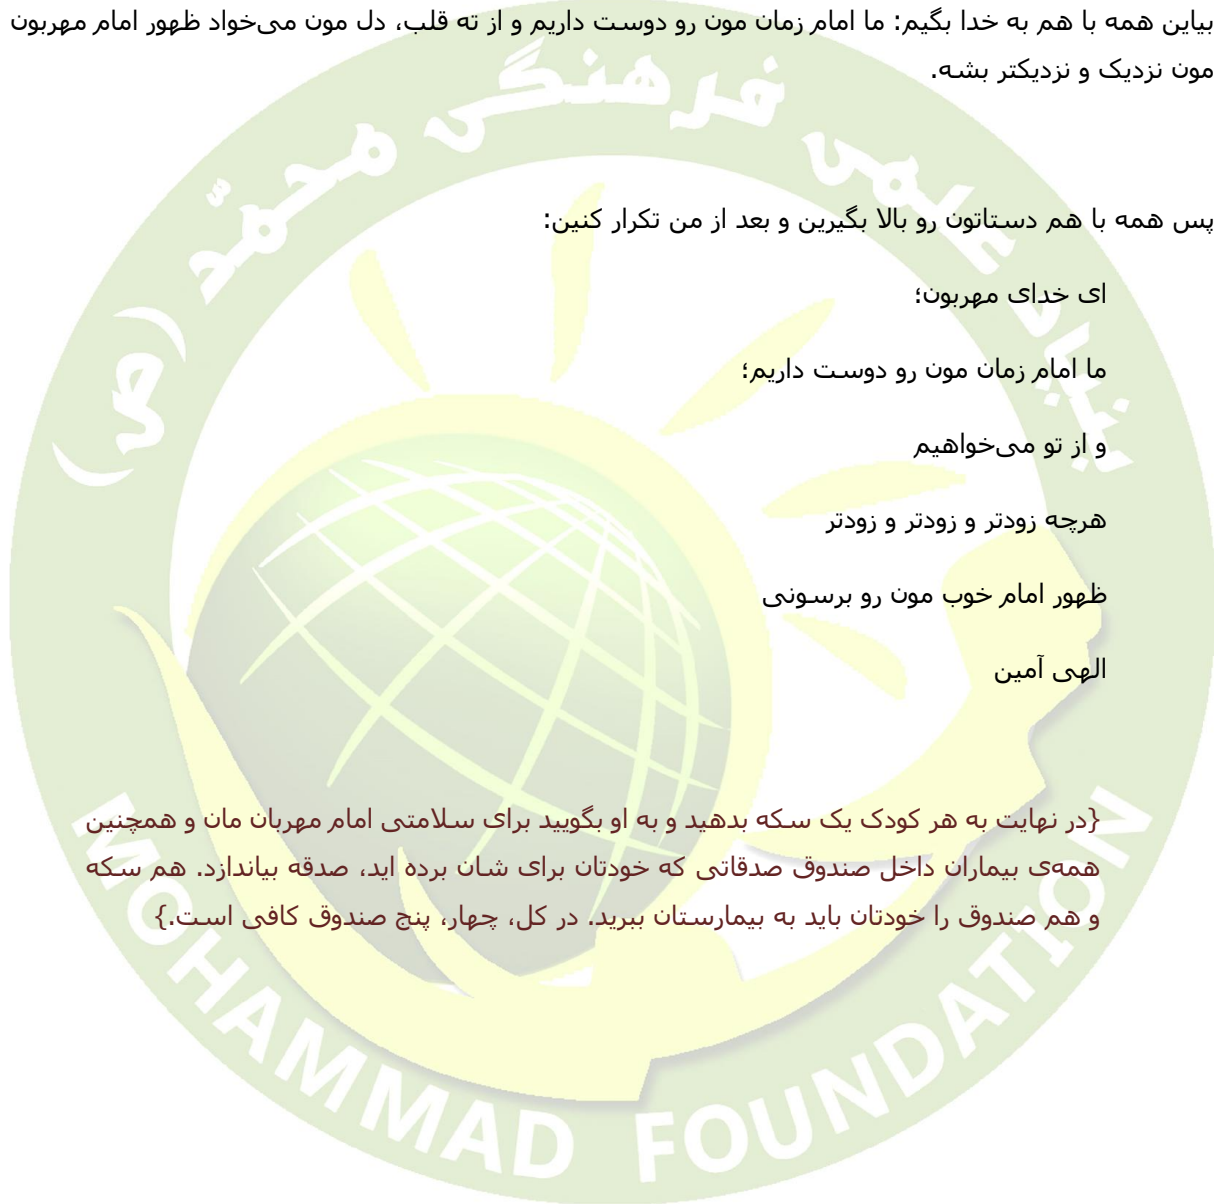 بیاین همه با هم به خدا بگیم: ما امام زمان مون رو دوست داریم و از ته قلب، دل مون می‌خواد ظهور امام مهربون
مون نزدیک و نزدیکتر بشه.
پس همه با هم دستاتون رو بالا بگیرین و بعد از من تکرار کنین:
ای خدای مهربون؛
ما امام زمان مون رو دوست داریم؛
و از تو می‌خواهیم
هرچه زودتر و زودتر و زودتر
ظهور امام خوب مون رو برسونی
الهی آمین
{در نهایت به هر کودک یک سکه بدهید و به او بگویید برای سلامتی امام مهربان مان و همچنین
همه‌ی بیماران داخل صندوق صدقاتی که خودتان برای شان برده اید، صدقه بیاندازد. هم سکه
و هم صندوق را خودتان باید به بیمارستان ببرید. در کل، چهار، پنج صندوق کافی است.}
بنیاد علمی فرهنگی محمّد (ص)
MOHAMMAD FOUNDATION